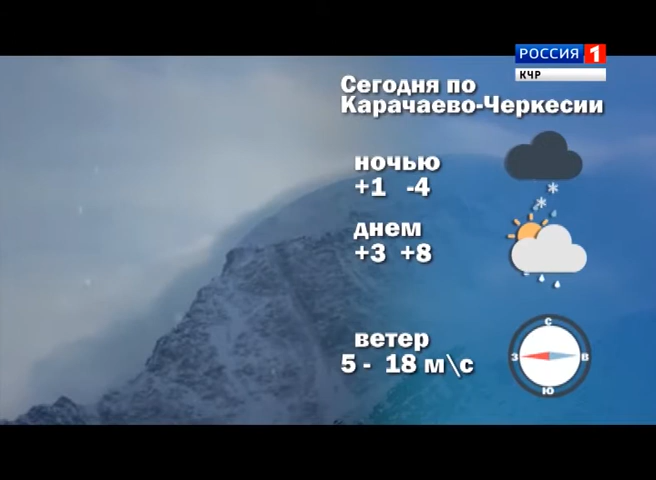 РОССИЯ 1
КЧР
Сегодня по
Карачаево-Черкесии
ночью
+1 -4
днем
+3 +8
ветер
5 - 18 м\с
С
З В
Ю